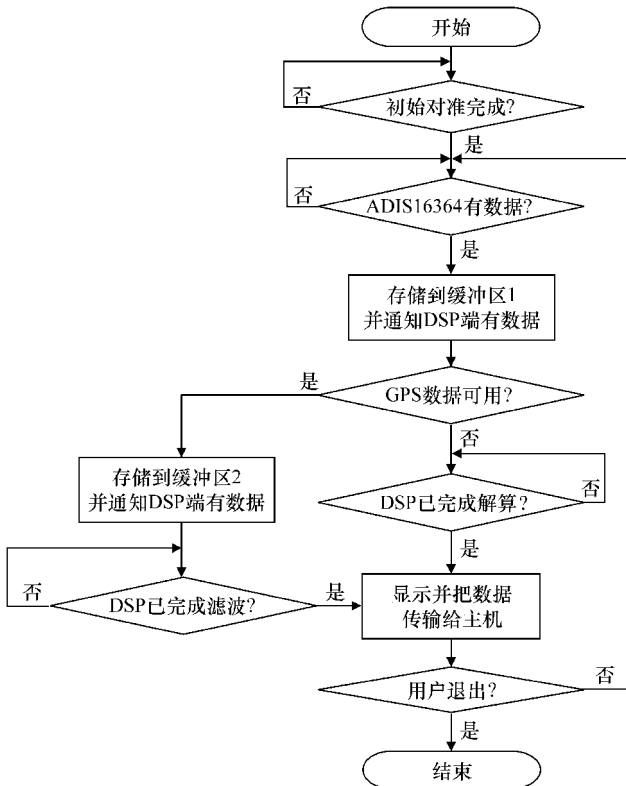 开始
否
初始对准完成?
是
否
ADIS16364有数据?
是
存储到缓冲区1
并通知DSP端有数据
是
GPS数据可用?
否
存储到缓冲区2
并通知DSP端有数据
DSP已完成解算?
否
是
否
DSP已完成滤波?
是
显示并把数据
传输给主机
用户退出?
否
是
结束